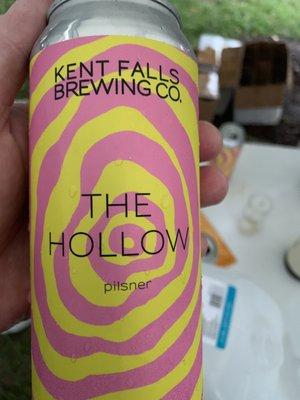 KENT FALLS
BREWING CO.
THE
HOLLOW
pilsner